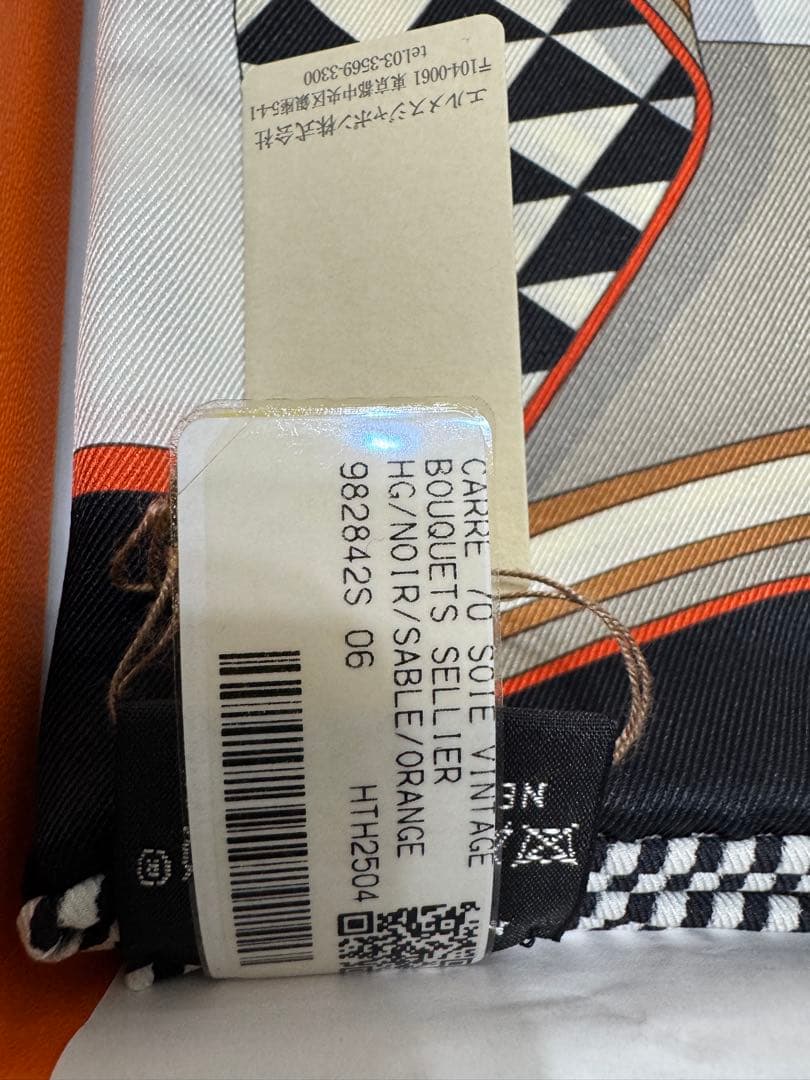 エルメスジャポン株式会社
〒104-0061 東京都中央区銀座5-4-1
tel.03-3569-3300
CARRE 70 SOIE VINTAGE
BOUQUETS SELLIER
HG/NOIR/SABLE/ORANGE
982842S 06 HTH2504
NE